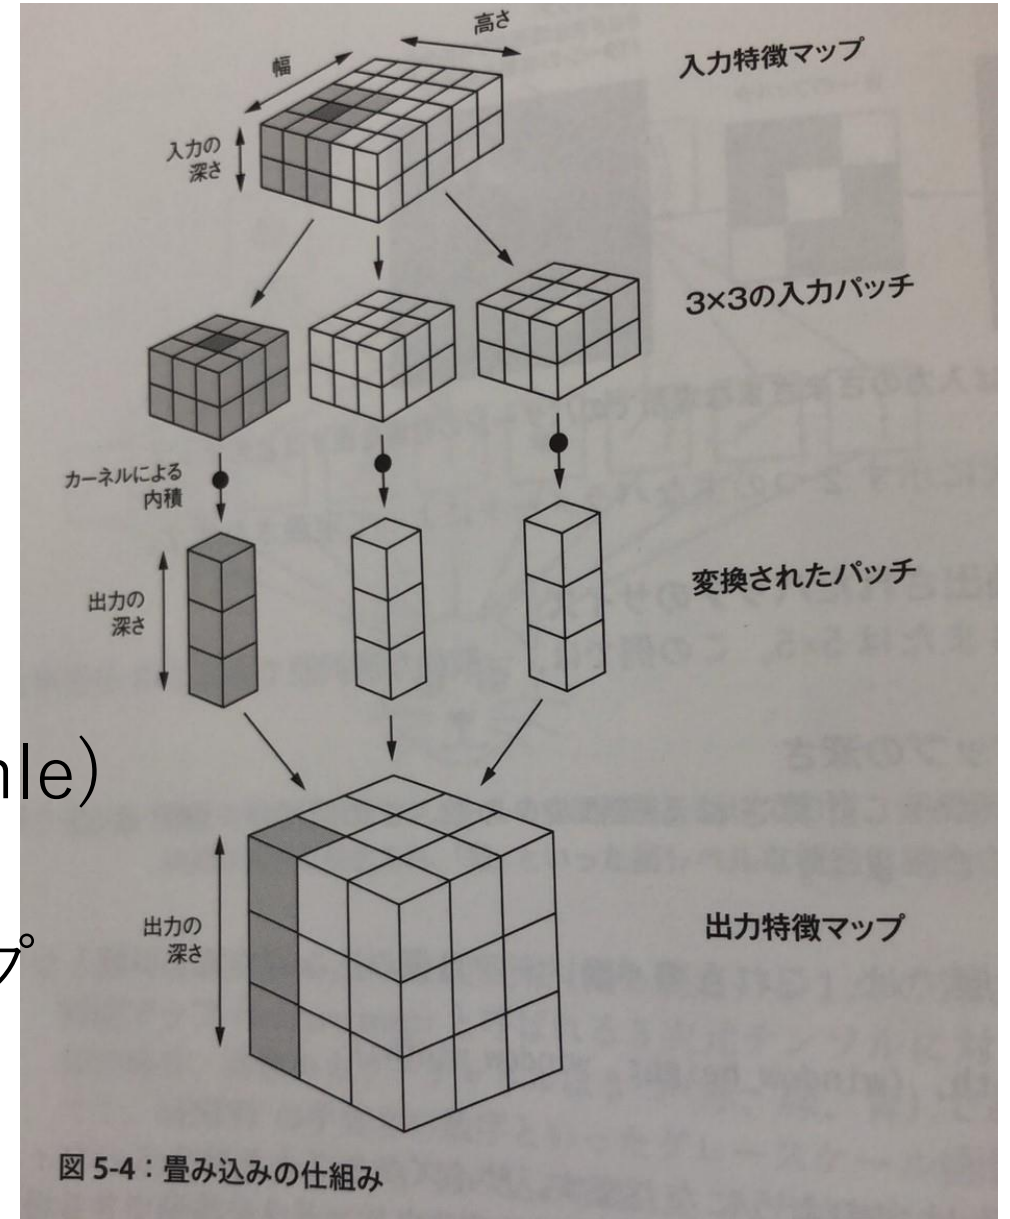 高さ
幅
入力特徴マップ
入力の
深さ
3×3の入力パッチ
カーネルによる
内積
変換されたパッチ
出力の
深さ
nle)
プ
出力特徴マップ
出力の
深さ
図 5-4：畳み込みの仕組み